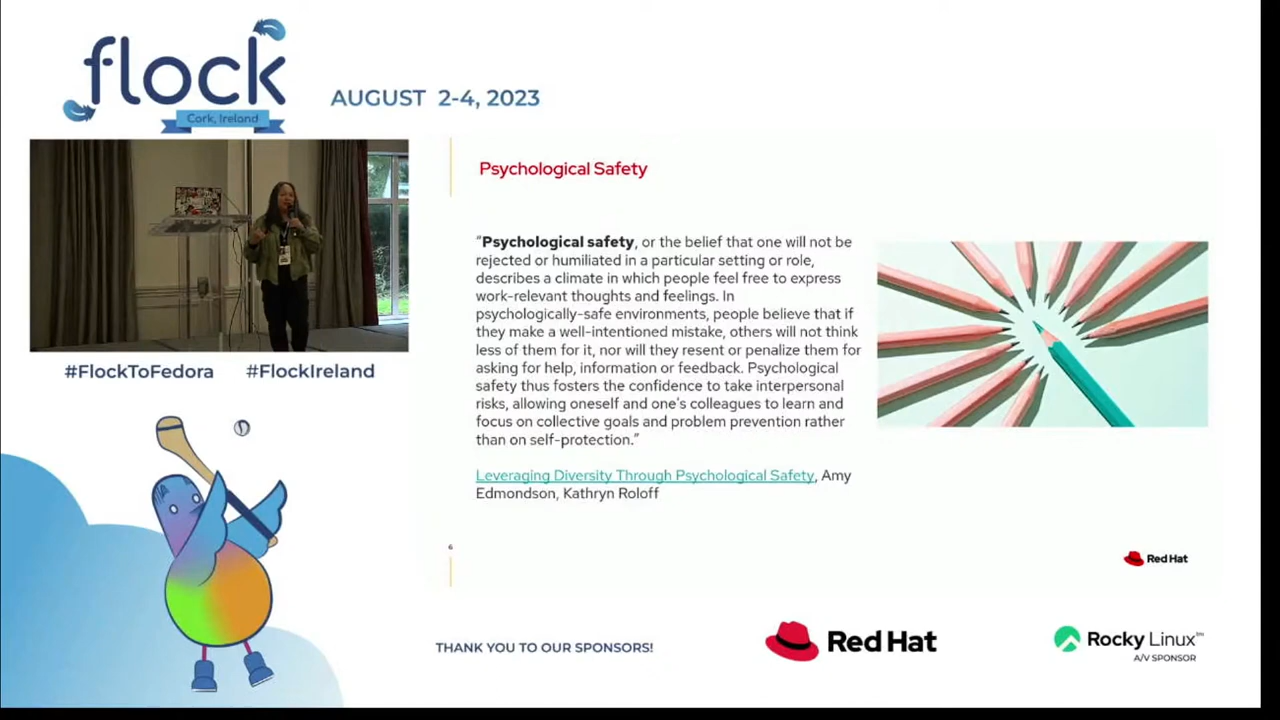 flock
Cork, Ireland
AUGUST 2-4, 2023
#FlockToFedora #FlockIreland
Psychological Safety
"Psychological safety, or the belief that one will not be
rejected or humiliated in a particular setting or role,
describes a climate in which people feel free to express
work-relevant thoughts and feelings. In
psychologically-safe environments, people believe that if
they make a well-intentioned mistake, others will not think
less of them for it, nor will they resent or penalize them for
asking for help, information or feedback. Psychological
safety thus fosters the confidence to take interpersonal
risks, allowing oneself and one's colleagues to learn and
focus on collective goals and problem prevention rather
than on self-protection."
Leveraging Diversity Through Psychological Safety, Amy
Edmondson, Kathryn Roloff
Red Hat
THANK YOU TO OUR SPONSORS!
Red Hat
Rocky Linux™
A/V SPONSOR